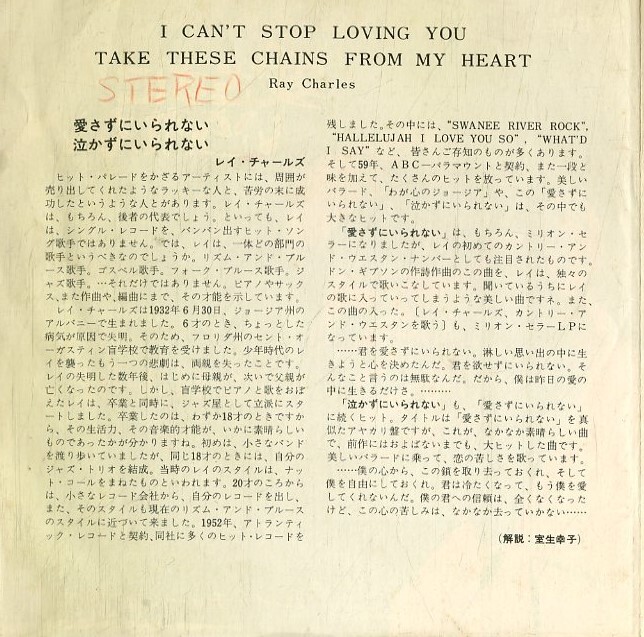 I CAN'T STOP LOVING YOU
TAKE THESE CHAINS FROM MY HEART
STEREO
Ray Charles
愛さずにいられない
泣かずにいられない
レイ・チャールズ
ヒット・パレードをかざるアーティストには、周囲が
売り出してくれたようなラッキーな人と、苦労の末に成
功したというような人とがあります。レイ・チャールズ
は、もちろん、後者の代表でしょう。といっても、レイ
は、シングル・レコードを、バンバン出すヒット・ソン
グ歌手ではありません。では、レイは、一体どの部門の
歌手というべきなのでしょうか。リズム・アンド・ブル
ース歌手。ゴスペル歌手。フォーク・ブルース歌手。ジ
ャズ歌手。…それだけではありません。ピアノやサック
ス、また作曲や、編曲にまで、その才能を示しています。
レイ・チャールズは1932年6月30日、ジョージア州の
アルバニーで生まれました。6才のとき、ちょっとした
病気が原因で失明。そのため、フロリダ州のセント・オ
ーガスティン盲学校で教育を受けました。少年時代のレ
イを襲ったもう一つの悲劇は、両親を失ったことです。
レイの失明した数年後、はじめに母親が、次いで父親が
亡くなったのです。しかし、盲学校でピアノと歌をおぼ
えたレイは、卒業と同時に、ジャズ屋として立派にスタ
ートしました。卒業したのは、わずか18才のときですか
ら、その生活力、その音楽的才能が、いかに素晴らしい
ものであったかが分かりますね。初めは、小さなバンド
を渡り歩いていましたが、同じ18才のときには、自分の
ジャズ・トリオを結成。当時のレイのスタイルは、ナッ
ト・コールをまねたものといわれます。20才のころから
は、小さなレコード会社から、自分のレコードを出し、
また、そのスタイルも現在のリズム・アンド・ブルース
のスタイルに近づいて来ました。1952年、アトランティ
ック・レコードと契約、同社に多くのヒット・レコードを
残しました。その中には、“SWANEE RIVER ROCK”,
“HALLELUJAH I LOVE YOU SO”, “WHAT'D
I SAY” など、皆さんご存知のものが多くあります。
そして59年、ABC—パラマウントと契約、また一段と
味を加えて、たくさんのヒットを放っています。美しい
バラード、「わが心のジョージア」や、この「愛さずに
いられない」、「泣かずにいられない」は、その中でも
大きなヒットです。
「愛さずにいられない」は、もちろん、ミリオン・セ
ラーになりましたが、レイの初めてのカントリー・アン
ド・ウエスタン・ナンバーとしても注目されたものです。
ドン・ギブソンの作詩作曲のこの曲を、レイは、独々の
スタイルで歌いこなしています。聞いているうちにレイ
の歌に入っていってしまうような美しい曲ですネ。また、
この曲の入った。〔レイ・チャールズ、カントリー・ア
ンド・ウエスタンを歌う〕も、ミリオン・セラーLPに
なっています。
……君を愛さずにいられない。淋しい思い出の中に生
きようと心を決めたんだ。君を欲せずにいられない。そ
んなこと言うのは無駄なんだ。だから、僕は昨日の愛の
中に生きるだけさ。………
「泣かずにいられない」も、「愛さずにいられない」
に続くヒット。タイトルは「愛さずにいられない」を真
似たアヤカリ盤ですが、これが、なかなか素晴らしい曲
で、前作にはおよばないまでも、大ヒットした曲です。
美しいバラードに乗って、恋の苦しさを歌っています。
……僕の心から、この鎖を取り去っておくれ、そして
僕を自由にしておくれ。君は冷たくなって、もう僕を愛
してくれないんだ。僕の君への信頼は、全くなくなった
けど、この心の苦しみは、なかなか去っていかない……
(解説：室生幸子)